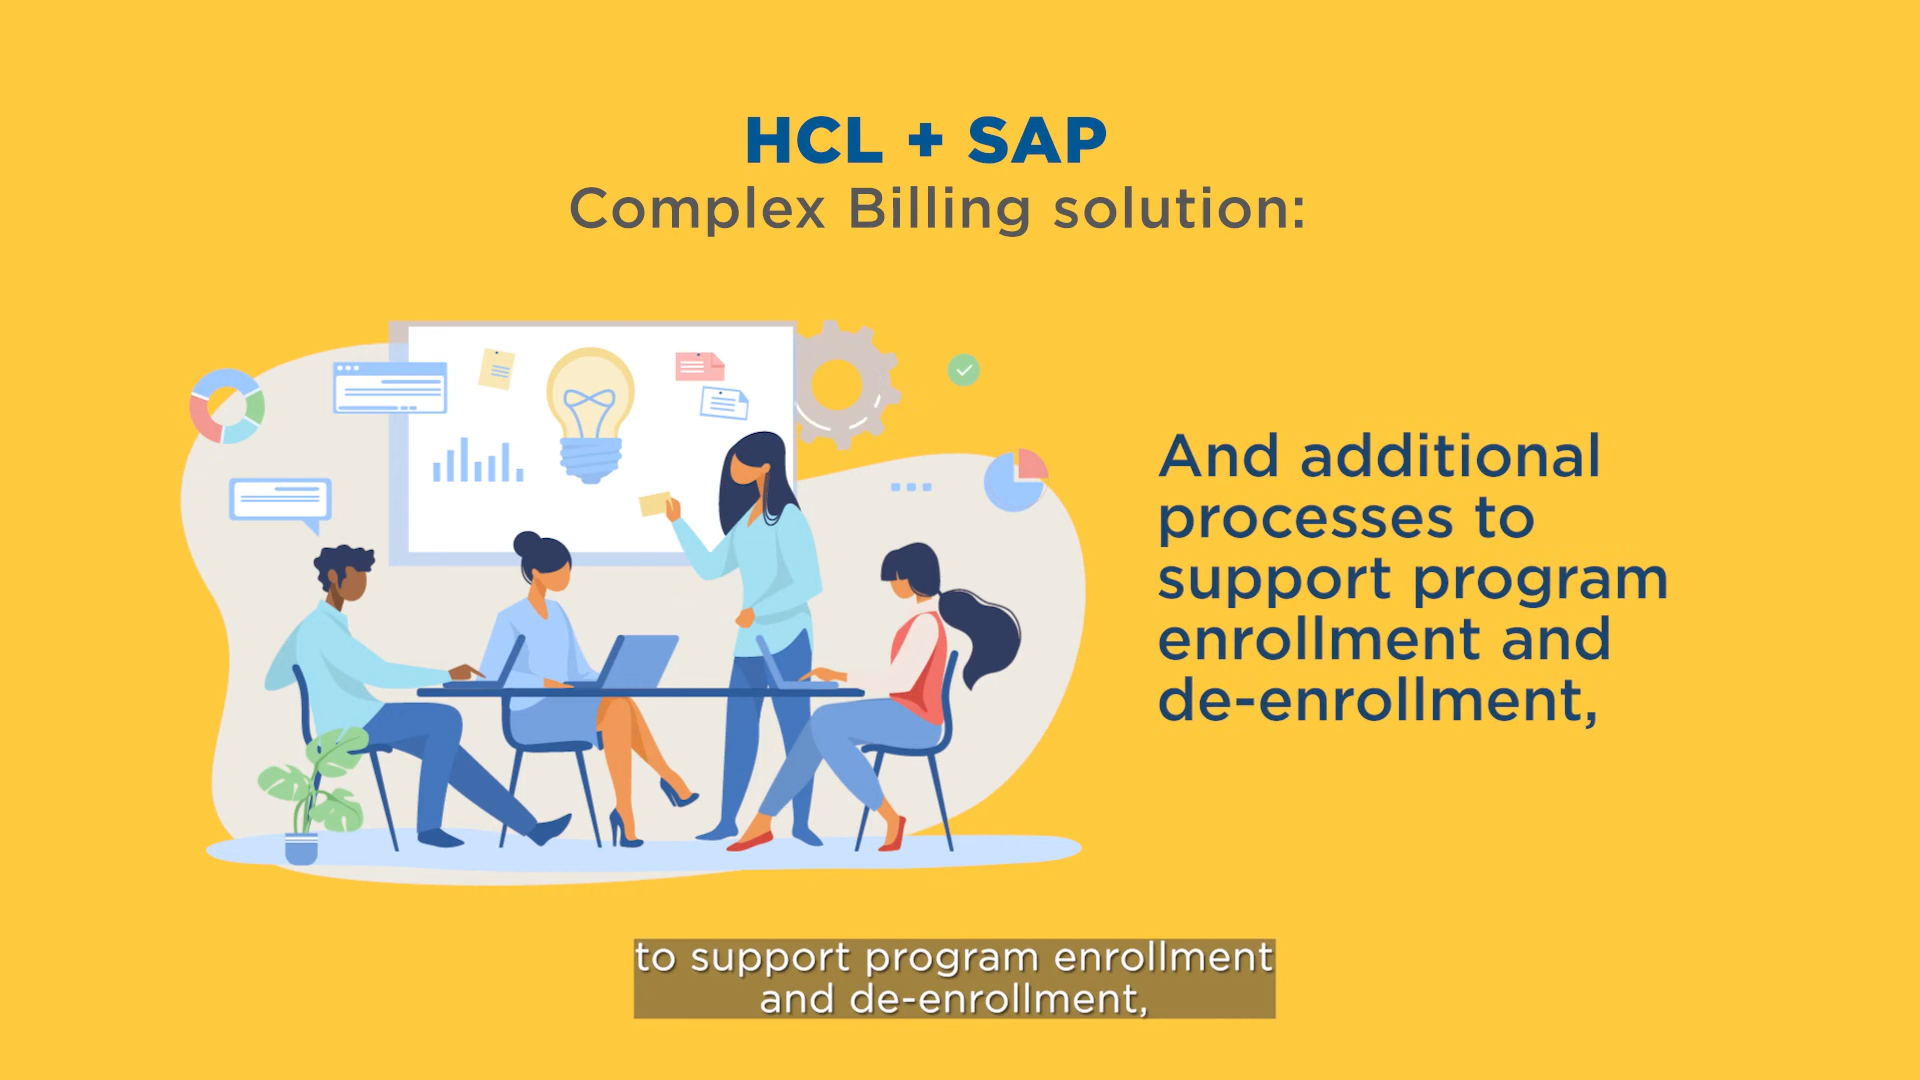 HCL + SAP
Complex Billing solution:
And additional
processes to
support program
enrollment and
de-enrollment,
to support program enrollment
and de-enrollment,